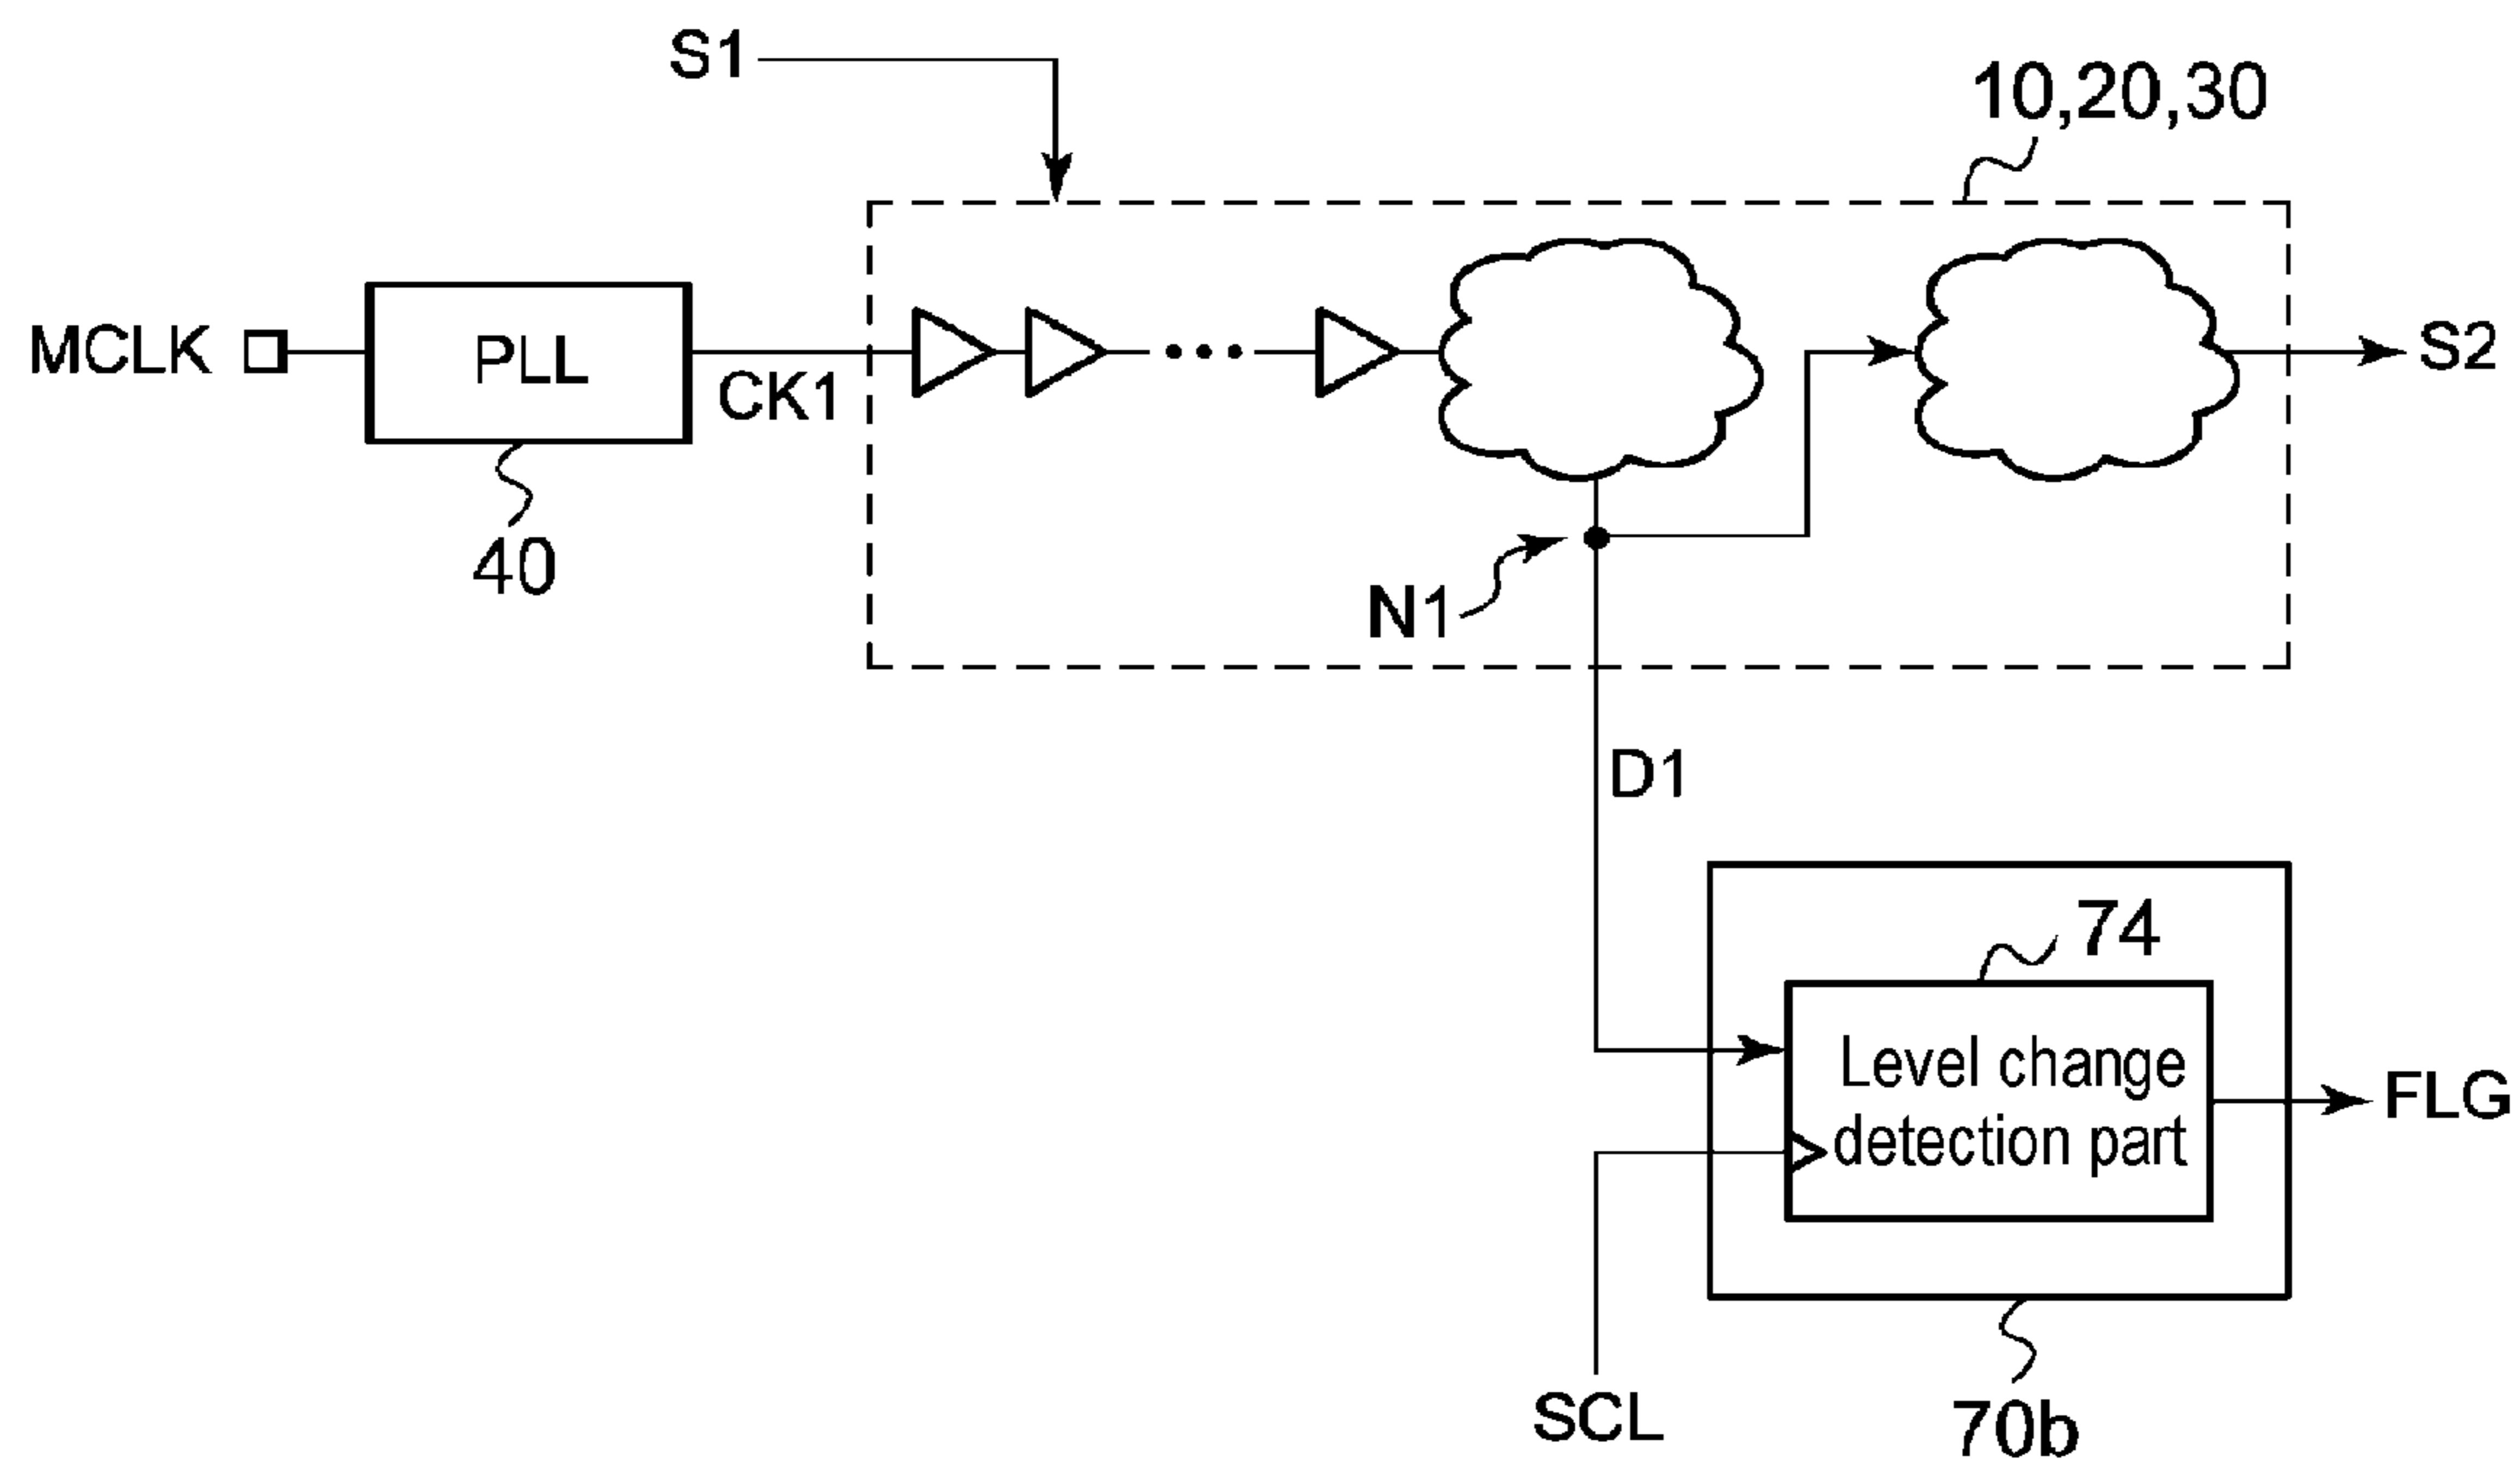 S1
10,20,30
MCLK
PLL
CK1
S2
40
N1
D1
74
Level change
detection part
FLG
SCL
70b